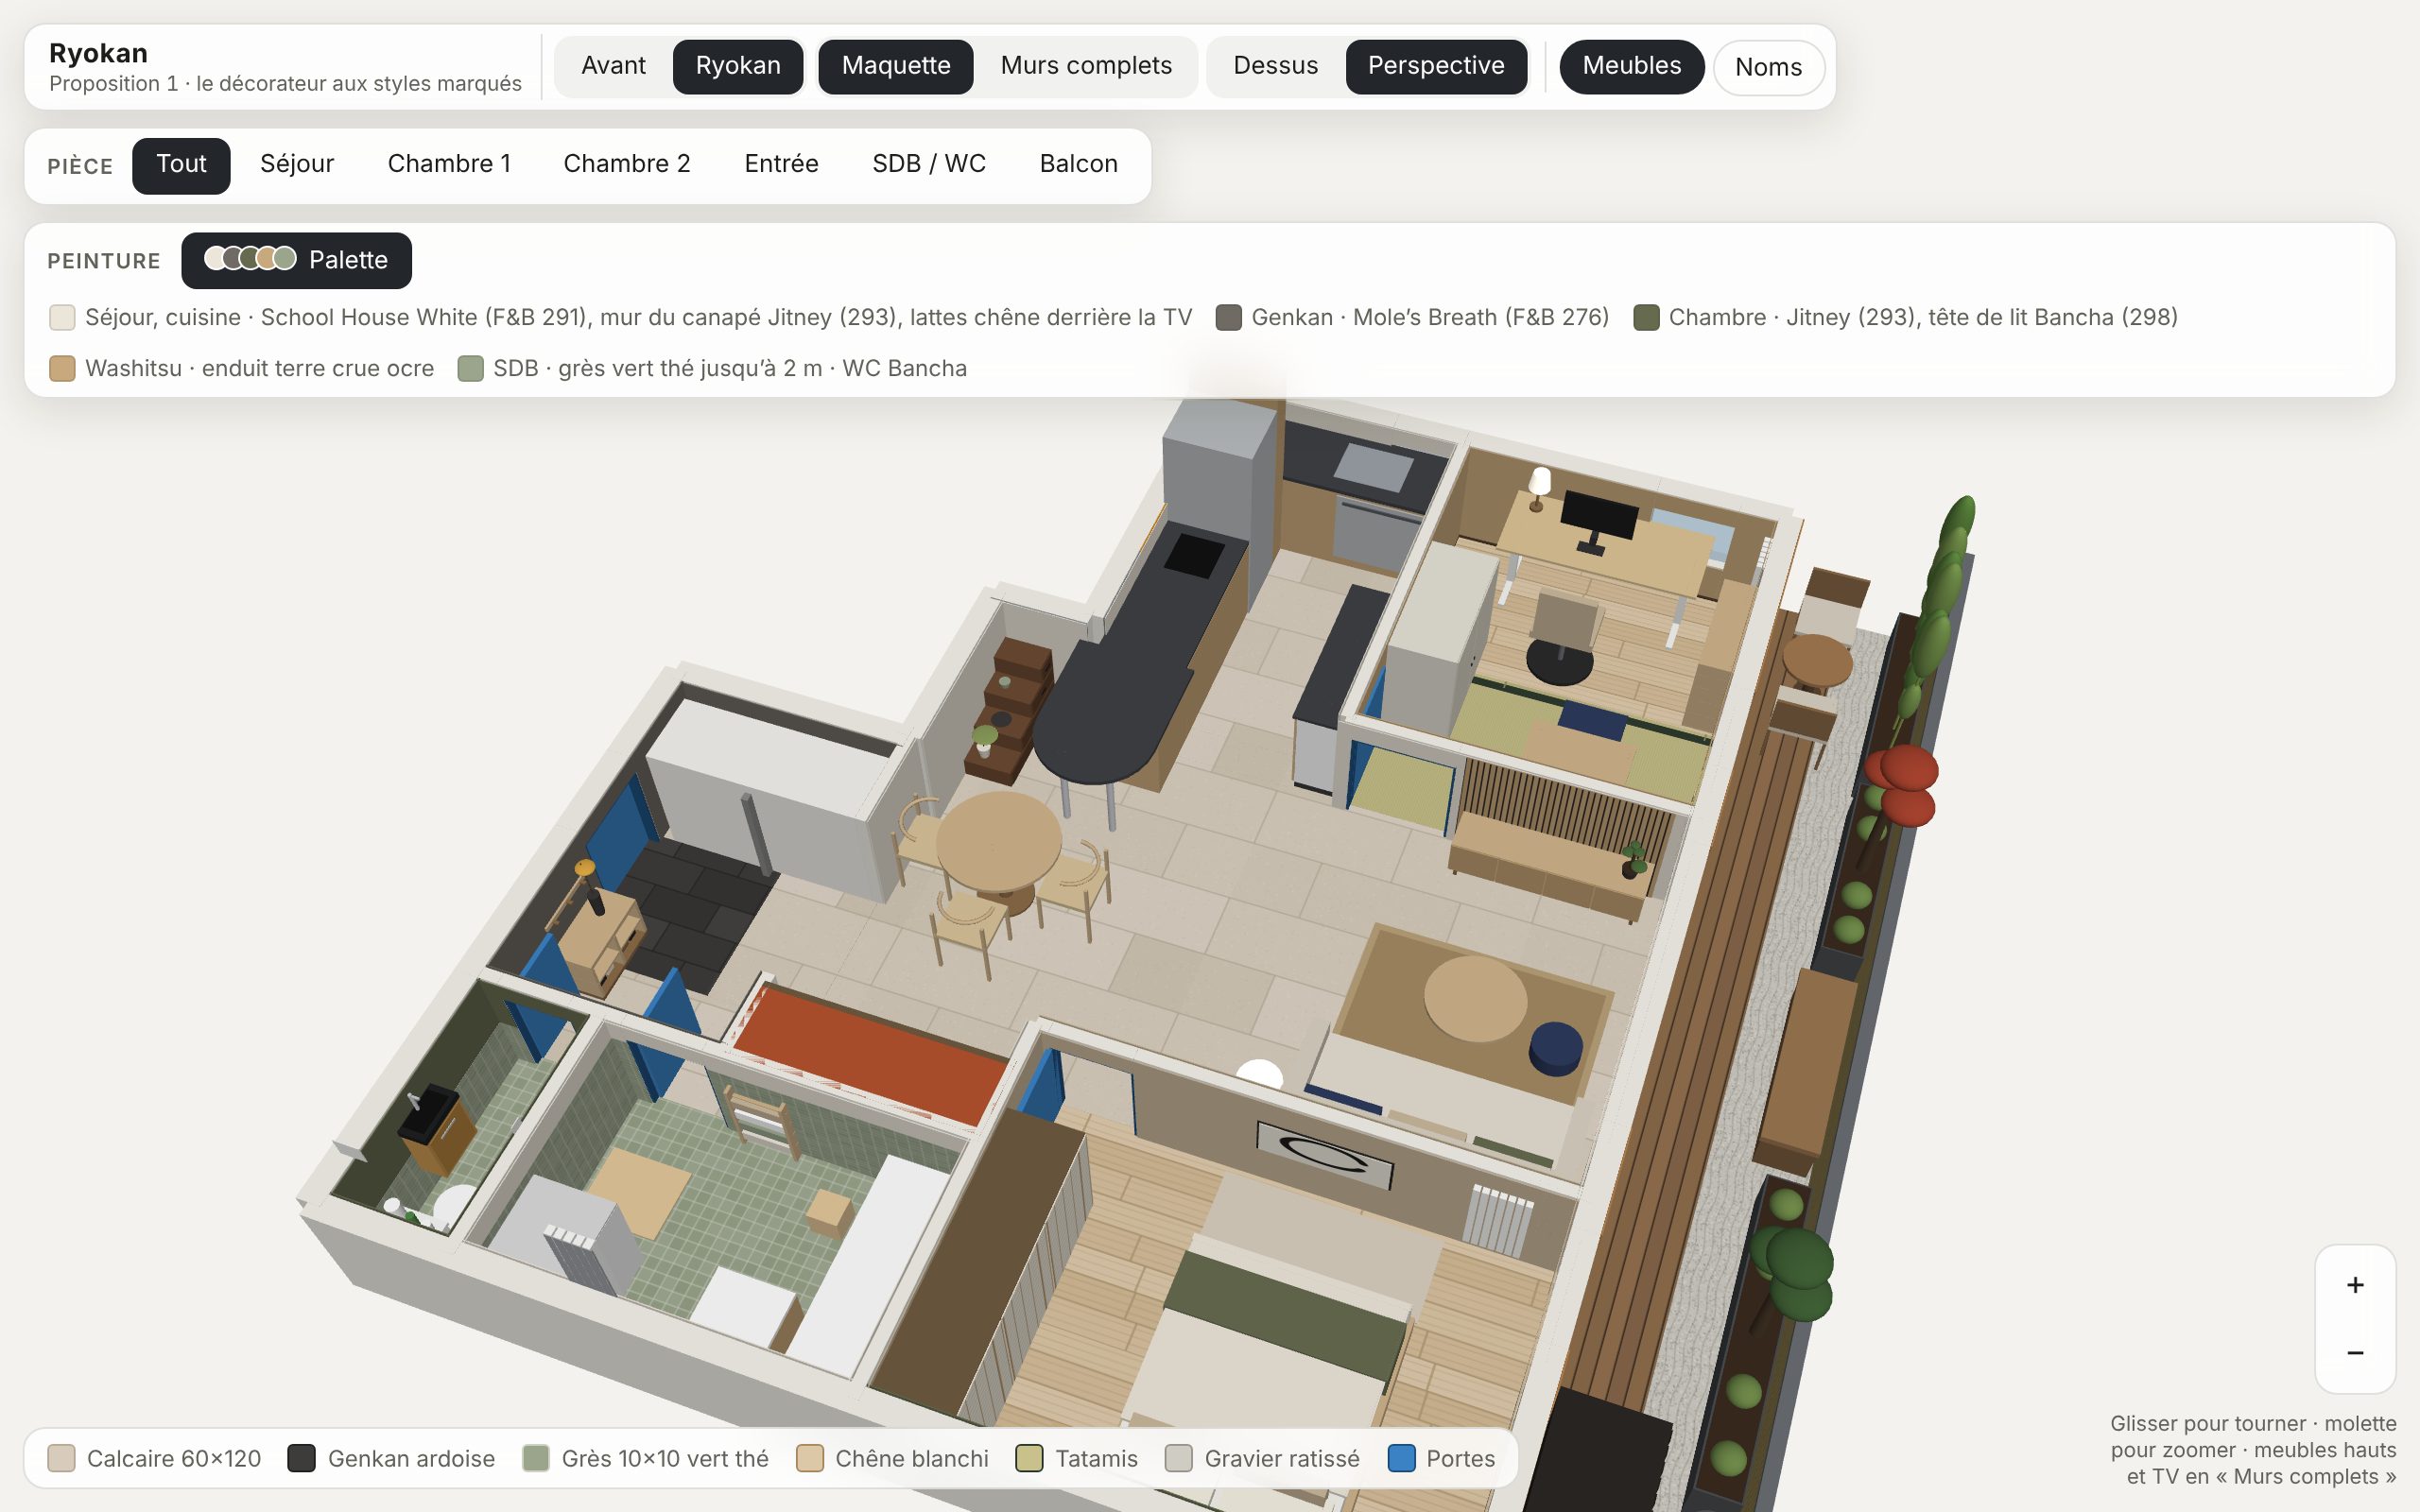 Ryokan
Proposition 1 · le décorateur aux styles marqués
Avant
Ryokan
Maquette
Murs complets
Dessus
Perspective
Meubles
Noms
PIÈCE
Tout
Séjour
Chambre 1
Chambre 2
Entrée
SDB / WC
Balcon
PEINTURE
Palette
Séjour, cuisine · School House White (F&B 291), mur du canapé Jitney (293), lattes chêne derrière la TV
Genkan · Mole’s Breath (F&B 276)
Chambre · Jitney (293), tête de lit Bancha (298)
Washitsu · enduit terre crue ocre
SDB · grès vert thé jusqu’à 2 m · WC Bancha
+
−
Glisser pour tourner · molette
pour zoomer · meubles hauts
et TV en « Murs complets »
Calcaire 60×120
Genkan ardoise
Grès 10×10 vert thé
Chêne blanchi
Tatamis
Gravier ratissé
Portes